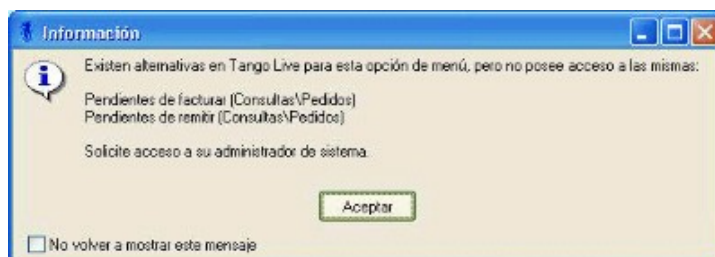 Información
Existen alternativas en Tango Live para esta opción de menú, pero no posee acceso a las mismas:
Pendientes de facturar (Consultas\Pedidos)
Pendientes de remitir (Consultas\Pedidos)
Solicite acceso a su administrador de sistema.
Aceptar
No volver a mostrar este mensaje